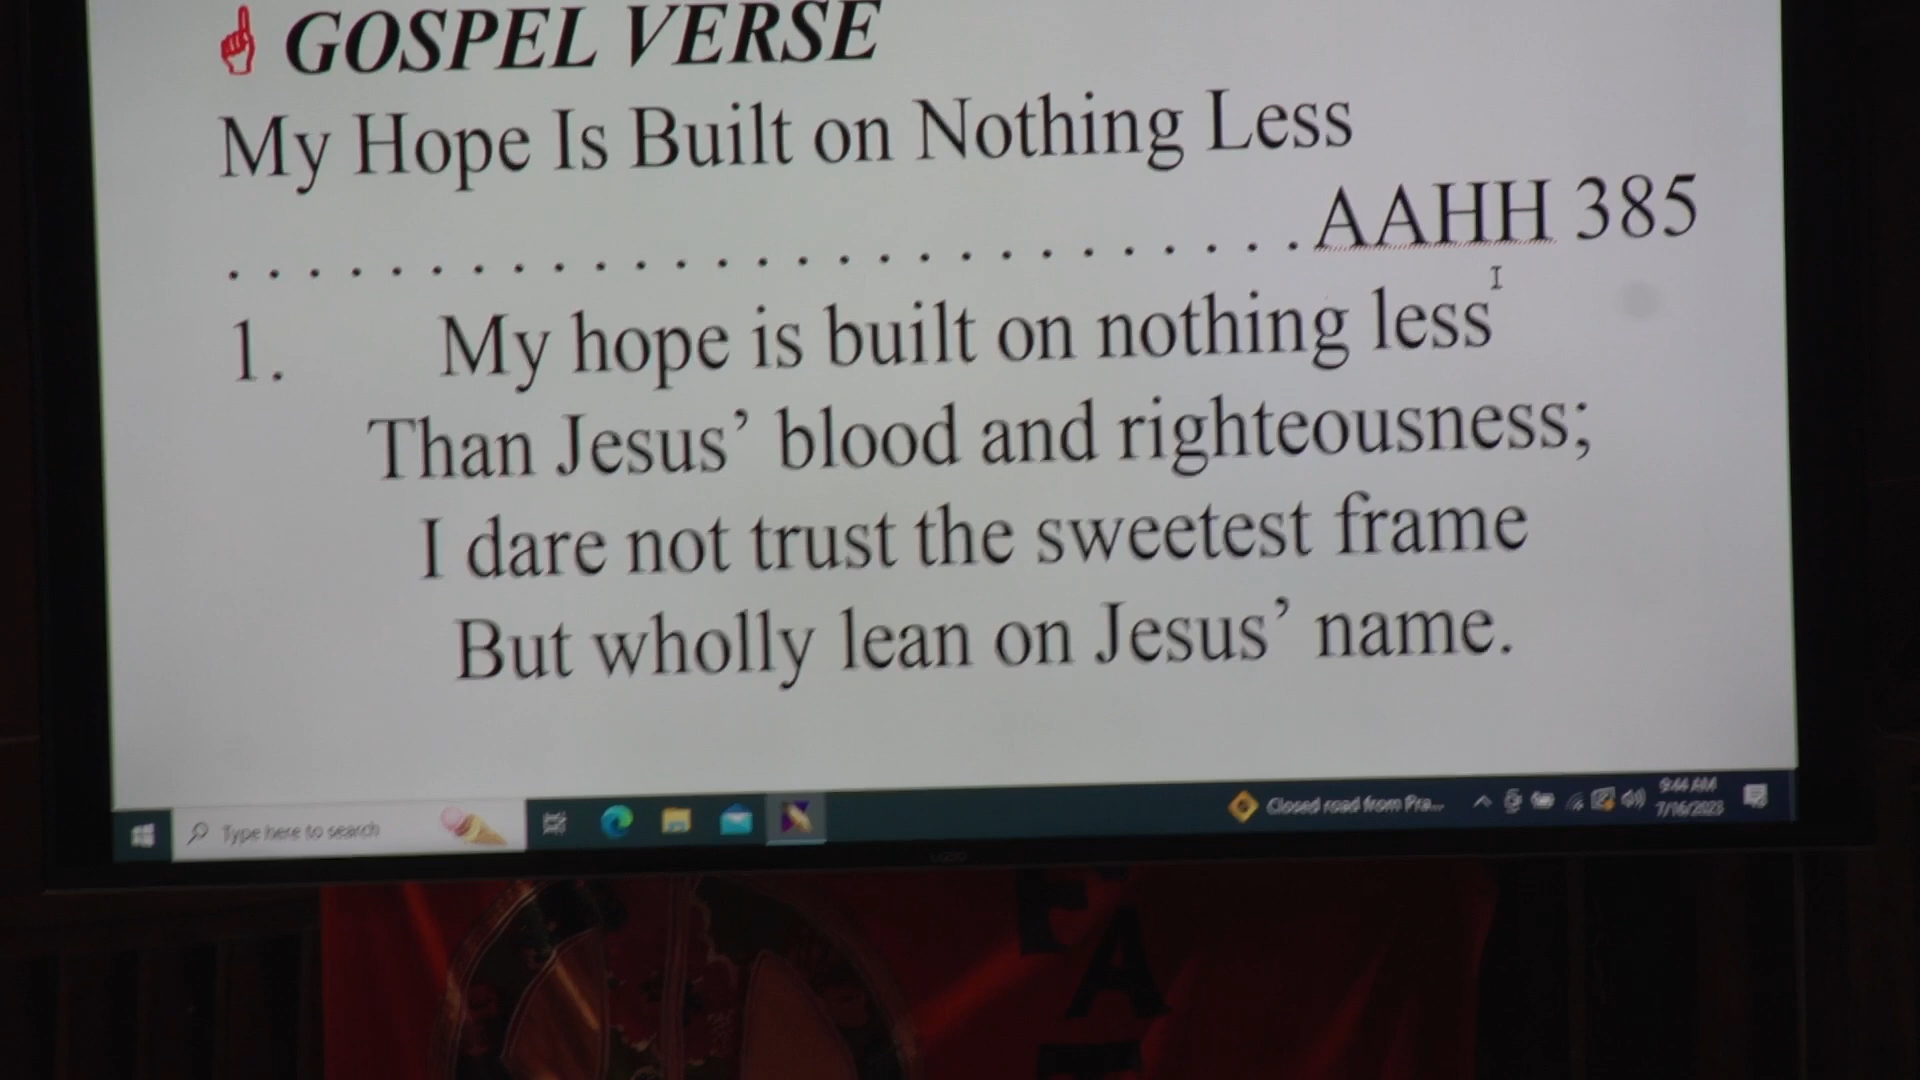 GOSPEL VERSE
My Hope Is Built on Nothing Less
. . . . . . . . . . . . . . . . . . . . . . . . . . .AAHH 385
1. My hope is built on nothing less
Than Jesus’ blood and righteousness;
I dare not trust the sweetest frame
But wholly lean on Jesus’ name.
Type here to search
Closed road from Pra...
9:44 AM
7/16/2023
VIZIO
FA